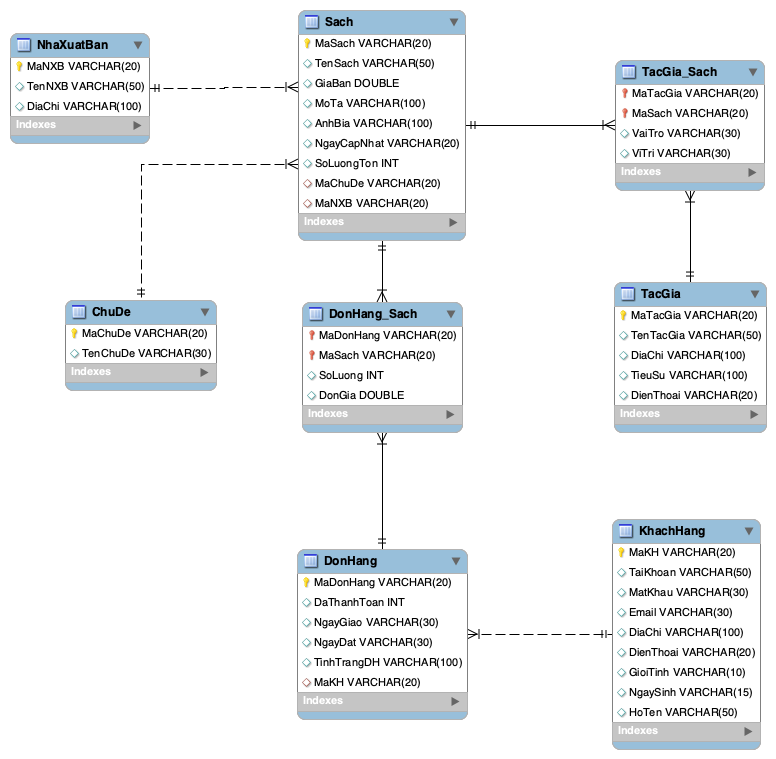 NhaXuatBan
MaNXB VARCHAR(20)
TenNXB VARCHAR(50)
DiaChi VARCHAR(100)
Indexes
Sach
MaSach VARCHAR(20)
TenSach VARCHAR(50)
GiaBan DOUBLE
MoTa VARCHAR(100)
AnhBia VARCHAR(100)
NgayCapNhat VARCHAR(20)
SoLuongTon INT
MaChuDe VARCHAR(20)
MaNXB VARCHAR(20)
Indexes
TacGia_Sach
MaTacGia VARCHAR(20)
MaSach VARCHAR(20)
VaiTro VARCHAR(30)
ViTri VARCHAR(30)
Indexes
ChuDe
MaChuDe VARCHAR(20)
TenChuDe VARCHAR(30)
Indexes
DonHang_Sach
MaDonHang VARCHAR(20)
MaSach VARCHAR(20)
SoLuong INT
DonGia DOUBLE
Indexes
TacGia
MaTacGia VARCHAR(20)
TenTacGia VARCHAR(50)
DiaChi VARCHAR(100)
TieuSu VARCHAR(100)
DienThoai VARCHAR(20)
Indexes
DonHang
MaDonHang VARCHAR(20)
DaThanhToan INT
NgayGiao VARCHAR(30)
NgayDat VARCHAR(30)
TinhTrangDH VARCHAR(100)
MaKH VARCHAR(20)
Indexes
KhachHang
MaKH VARCHAR(20)
TaiKhoan VARCHAR(50)
MatKhau VARCHAR(30)
Email VARCHAR(30)
DiaChi VARCHAR(100)
DienThoai VARCHAR(20)
GioiTinh VARCHAR(10)
NgaySinh VARCHAR(15)
HoTen VARCHAR(50)
Indexes